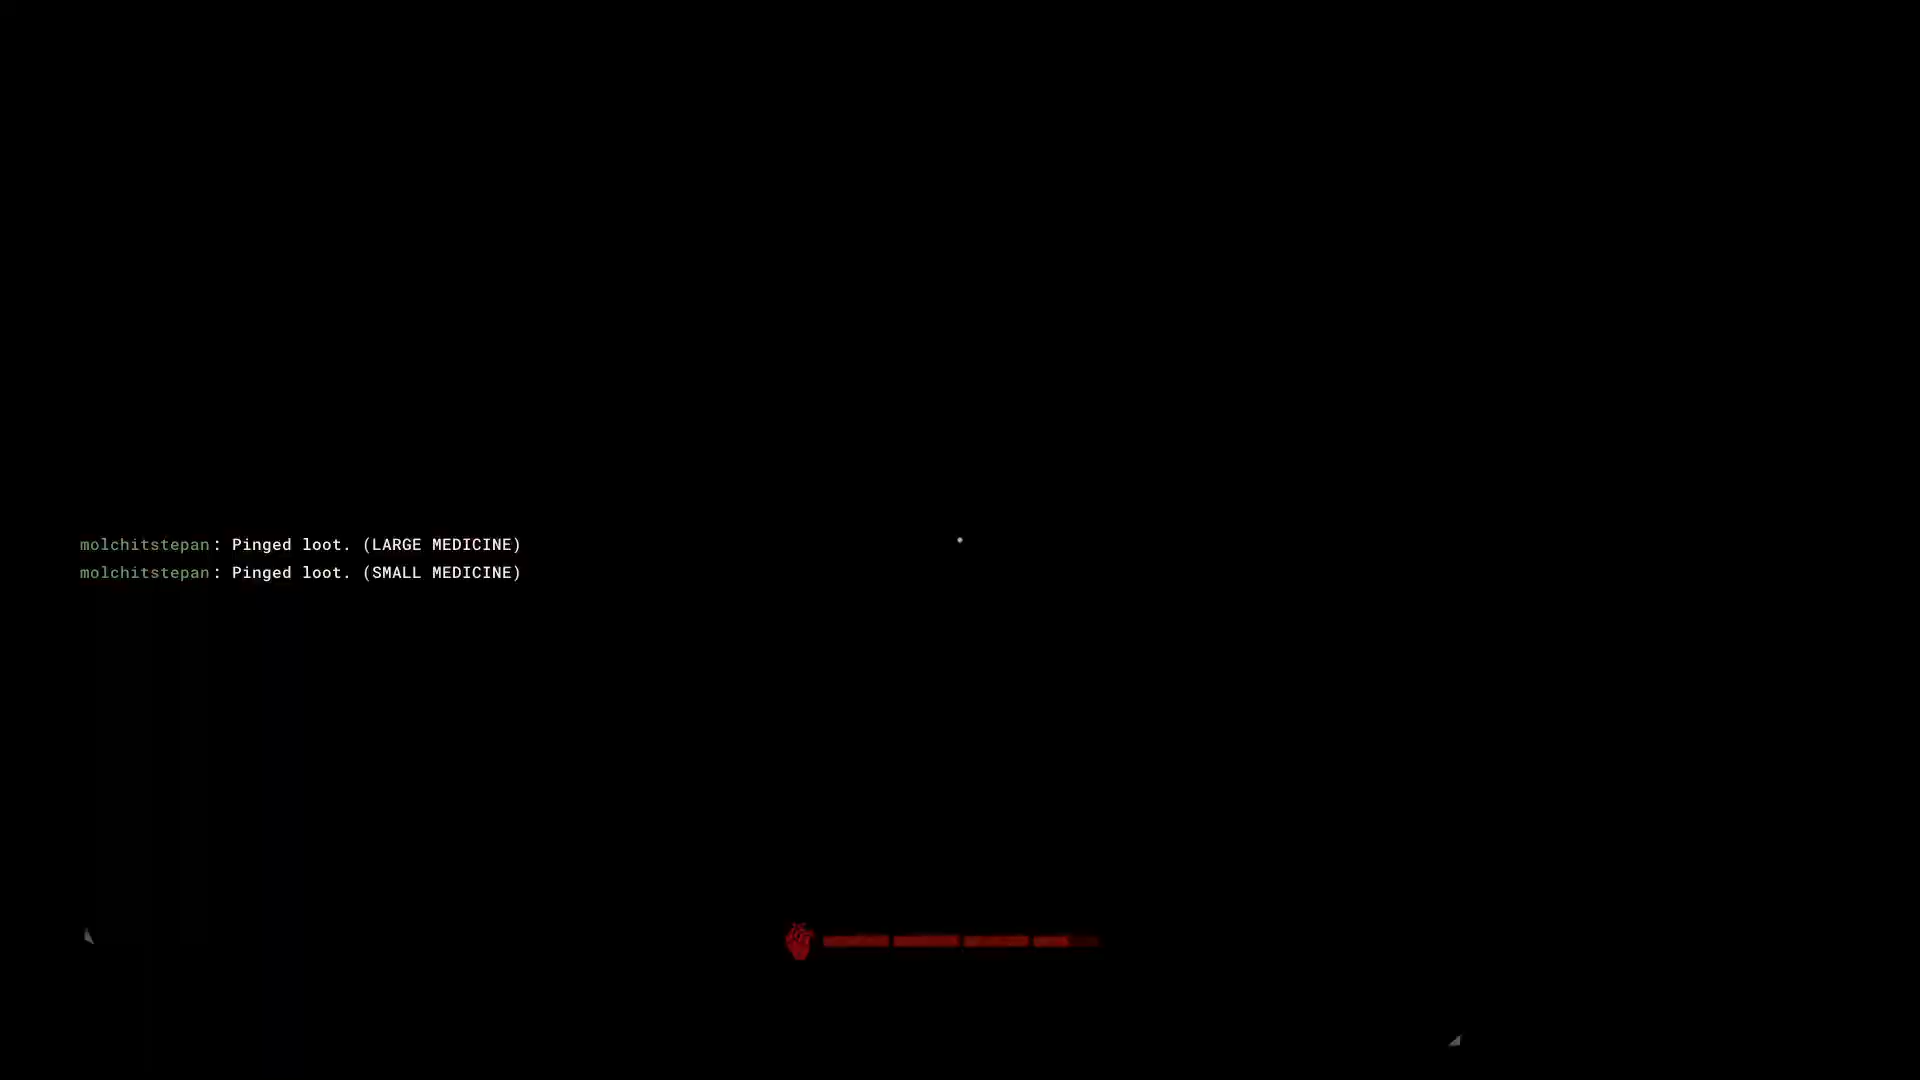 molchitstepan: Pinged loot. (LARGE MEDICINE)
molchitstepan: Pinged loot. (SMALL MEDICINE)